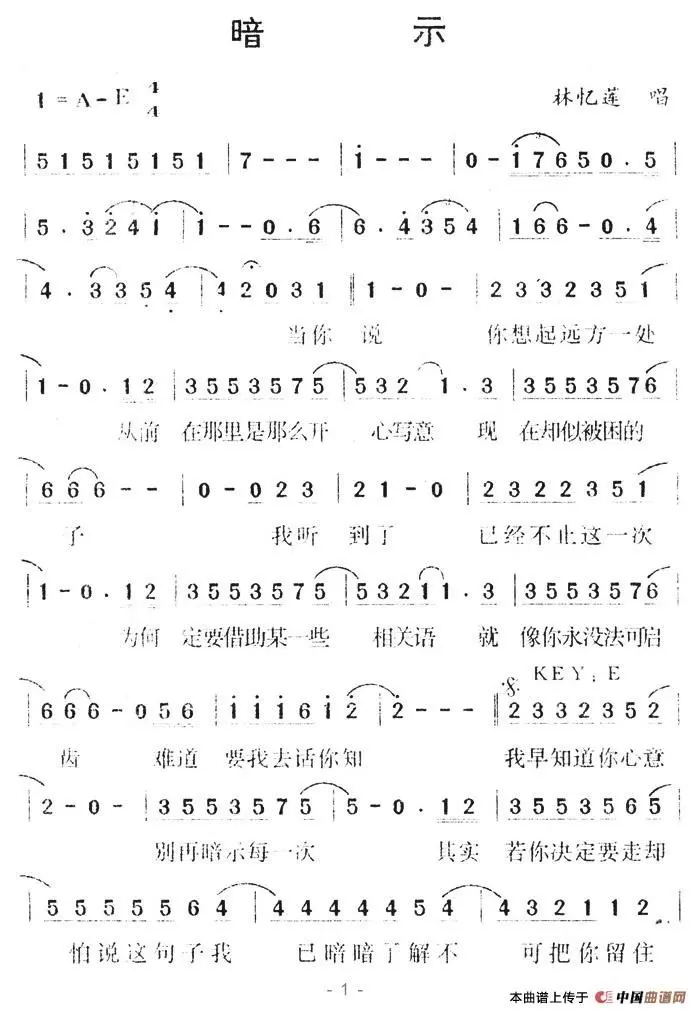 暗 示
1 = A - E 4/4 林忆莲 唱
5 1 5 1 5 1 5 1 | 7 - - - | i - - - | 0 - i 7 6 5 0 . 5
5 . 3 2 4 i | 1 - - 0 . 6 | 6 . 4 3 5 4 | 1 6 6 - 0 . 4
4 . 3 3 5 4 | 4 2 0 3 1 || 1 - 0 - | 2 3 3 2 3 5 1
当你 说 你想起远方一处
1 - 0 . 1 2 | 3 5 5 3 5 7 5 | 5 3 2 1 . 3 | 3 5 5 3 5 7 6
从前 在那里是那么开 心写意 现 在却似被困的
6 6 6 - - | 0 - 0 2 3 | 2 1 - 0 | 2 3 2 2 3 5 1
子 我听 到了 已经不止这一次
1 - 0 . 1 2 | 3 5 5 3 5 7 5 | 5 3 2 1 1 . 3 | 3 5 5 3 5 7 6
为何 定要借助某一些 相关语 就 像你永没法可启
KEY: E
6 6 6 - 0 5 6 | i i i 6 i 2 | 2 - - - || 2 3 3 2 3 5 2
齿 难道 要我去话你知 我早知道你心意
2 - 0 - | 3 5 5 3 5 7 5 | 5 - 0 . 1 2 | 3 5 5 3 5 6 5
别再暗示每一次 其实 若你决定要走却
5 5 5 5 5 6 4 | 4 4 4 4 4 5 4 | 4 3 2 1 1 2
怕说这句子我 已暗暗了解不 可把你留住
- 1 -
本曲谱上传于 中国曲谱网